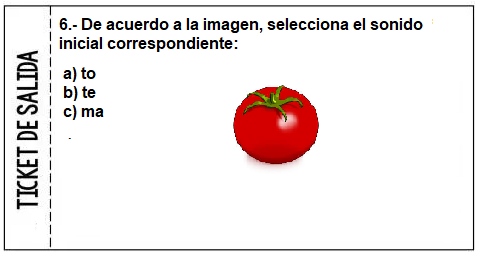 TICKET DE SALIDA
6.- De acuerdo a la imagen, selecciona el sonido
inicial correspondiente:
a) to
b) te
c) ma